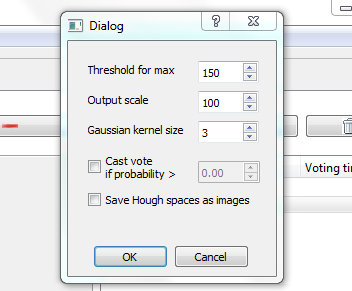 Dialog
Threshold for max 150
Output scale 100
Gaussian kernel size 3
Cast vote
if probability > 0.00
Save Hough spaces as images
OK Cancel
Voting